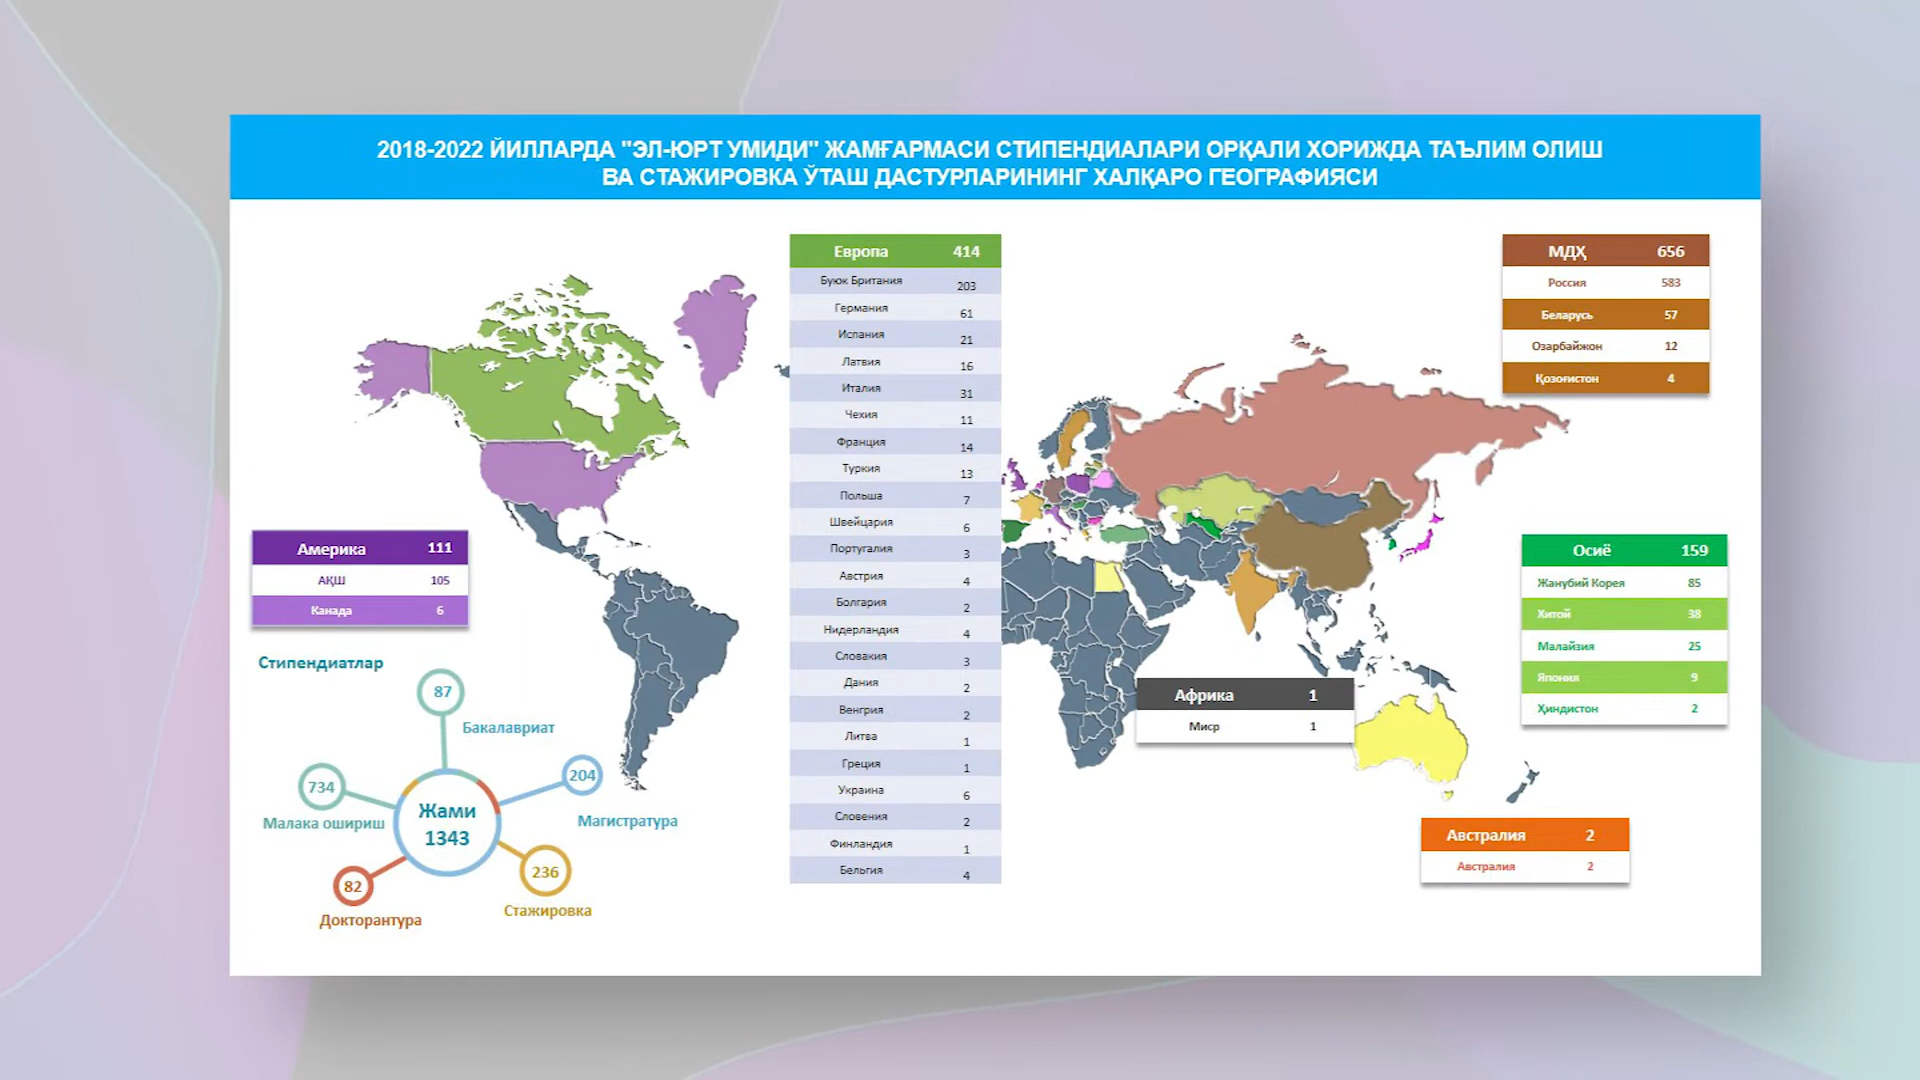 2018-2022 ЙИЛЛАРДА "ЭЛ-ЮРТ УМИДИ" ЖАМҒАРМАСИ СТИПЕНДИАЛАРИ ОРҚАЛИ ХОРИЖДА ТАЪЛИМ ОЛИШ
ВА СТАЖИРОВКА ЎТАШ ДАСТУРЛАРИНИНГ ХАЛҚАРО ГЕОГРАФИЯСИ
Америка 111
АҚШ 105
Канада 6
Стипендиатлар
87
Бакалавриат
734
Малака ошириш
204
Магистратура
Жами
1343
82
Докторантура
236
Стажировка
Европа 414
Буюк Британия 203
Германия 61
Испания 21
Латвия 16
Италия 31
Чехия 11
Франция 14
Туркия 13
Польша 7
Швейцария 6
Португалия 3
Австрия 4
Болгария 2
Нидерландия 4
Словакия 3
Дания 2
Венгрия 2
Литва 1
Греция 1
Украина 6
Словения 2
Финландия 1
Бельгия 4
МДҲ 656
Россия 583
Беларусь 57
Озарбайжон 12
Қозоғистон 4
Осиё 159
Жанубий Корея 85
Хитой 38
Малайзия 25
Япония 9
Ҳиндистон 2
Африка 1
Миср 1
Австралия 2
Австралия 2